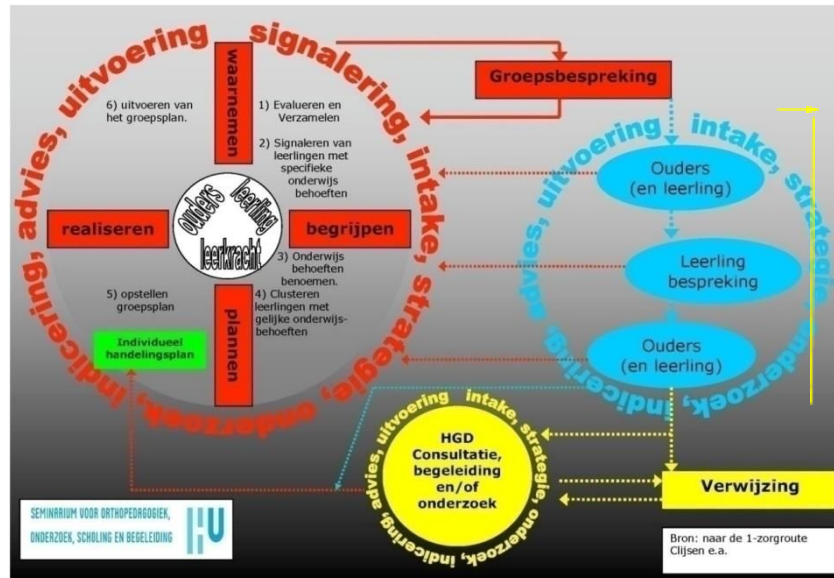 signalering, intake, strategie, onderzoek, indicering, advies, uitvoering
waarnemen
6) uitvoeren van
het groepsplan.
1) Evalueren en
Verzamelen
2) Signaleren van
leerlingen met
specifieke
onderwijs
behoeften
ouders
leerling
leerkracht
realiseren
begrijpen
3) Onderwijs
behoeften
benoemen.
5) opstellen
groepsplan
4) Clusteren
leerlingen met
gelijke onderwijs-
behoeften
plannen
Individueel
handelingsplan
Groepsbespreking
intake, strategie, onderzoek, indicering, advies, uitvoering
Ouders
(en leerling)
Leerling
bespreking
Ouders
(en leerling)
intake, strategie, onderzoek, indicering, advies, uitvoering
HGD
Consultatie,
begeleiding
en/of
onderzoek
Verwijzing
SEMINARIUM VOOR ORTHOPEDAGOGIEK,
ONDERZOEK, SCHOLING EN BEGELEIDING
HU
Bron: naar de 1-zorgroute
Clijsen e.a.